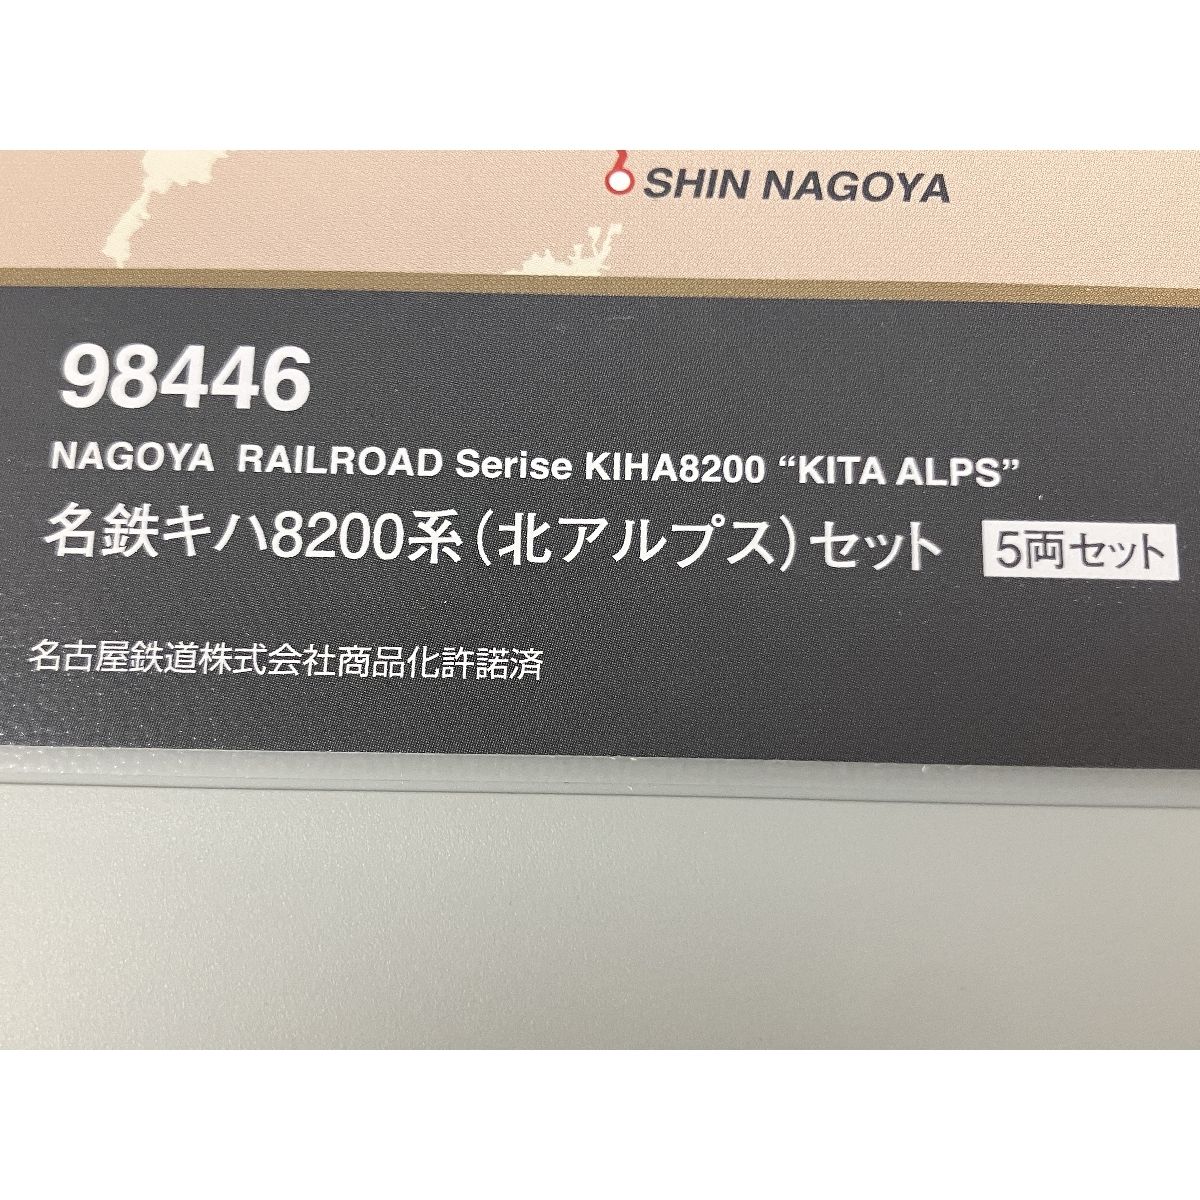 SHIN NAGOYA
98446
NAGOYA RAILROAD Serise KIHA8200 “KITA ALPS”
名鉄キハ8200系(北アルプス)セット 5両セット
名古屋鉄道株式会社商品化許諾済